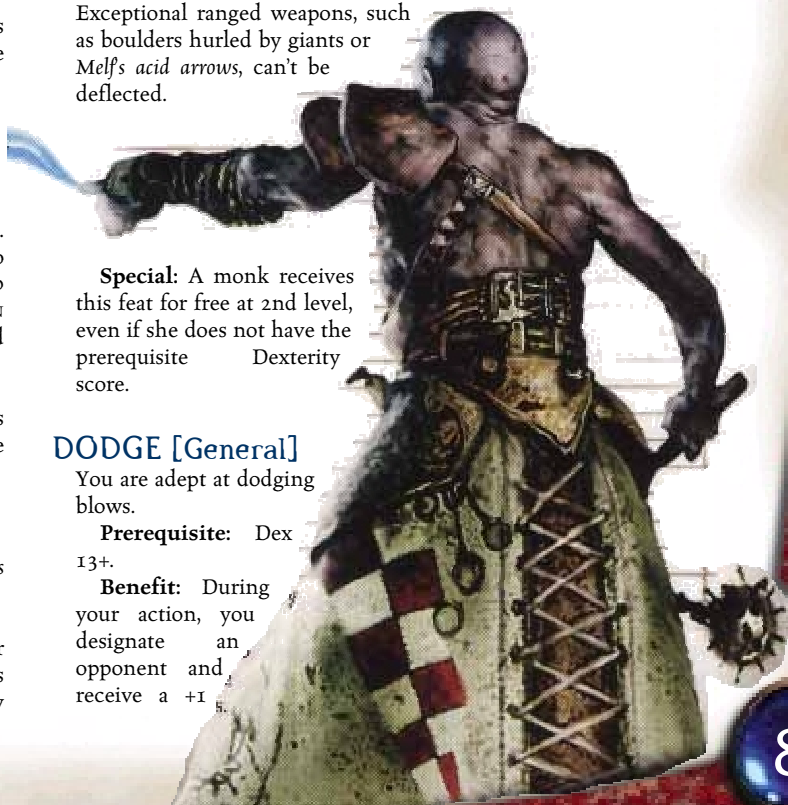 Exceptional ranged weapons, such
as boulders hurled by giants or
Melf's acid arrows, can't be
deflected.
Special: A monk receives
this feat for free at 2nd level,
even if she does not have the
prerequisite Dexterity
score.
DODGE [General]
You are adept at dodging
blows.
Prerequisite: Dex
13+.
Benefit: During
your action, you
designate an
opponent and
receive a +1
8